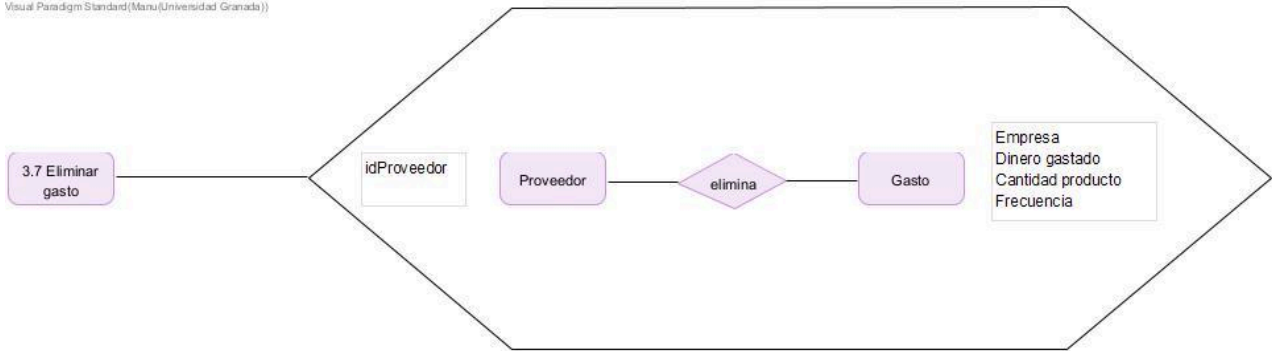 Visual Paradigm Standard(Manu(Universidad Granada))
3.7 Eliminar
gasto
idProveedor
Proveedor
elimina
Gasto
Empresa
Dinero gastado
Cantidad producto
Frecuencia